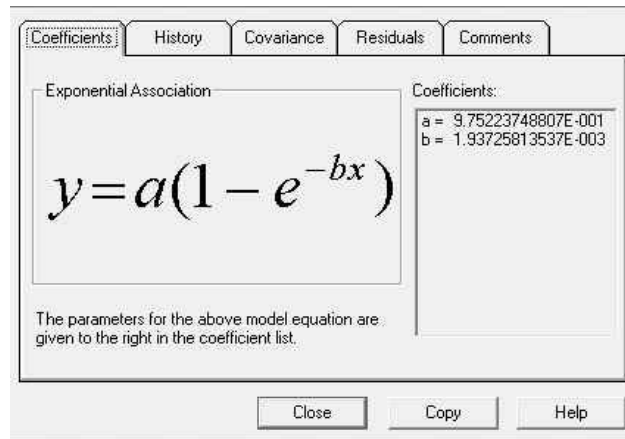 Coefficients History Covariance Residuals Comments
Exponential Association
y=a(1-e^{-bx})
Coefficients:
a = 9.75223748807E-001
b = 1.93725813537E-003
The parameters for the above model equation are
given to the right in the coefficient list.
Close Copy Help